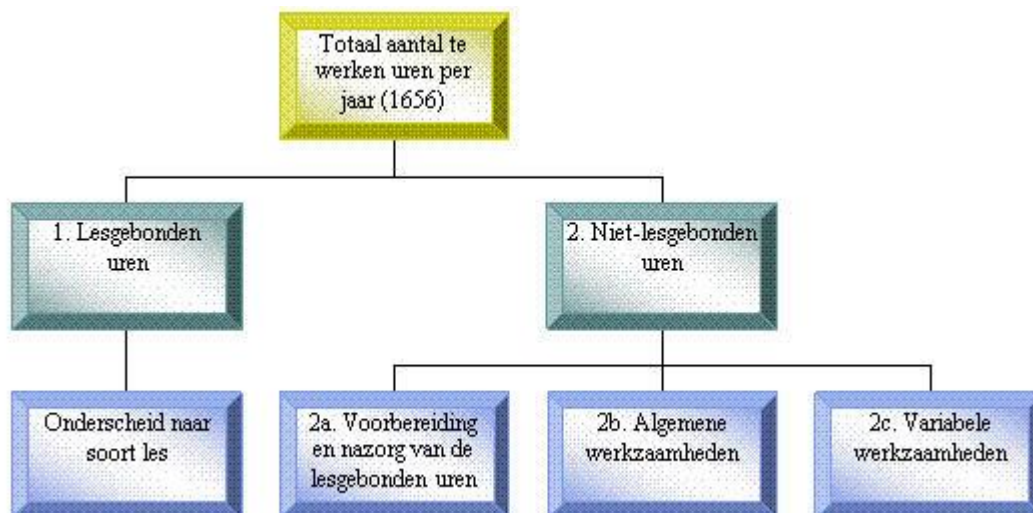 Totaal aantal te
werken uren per
jaar (1656)
1. Lesgebonden
uren
2. Niet-lesgebonden
uren
Onderscheid naar
soort les
2a. Voorbereiding
en nazorg van de
lesgebonden uren
2b. Algemene
werkzaamheden
2c. Variabele
werkzaamheden